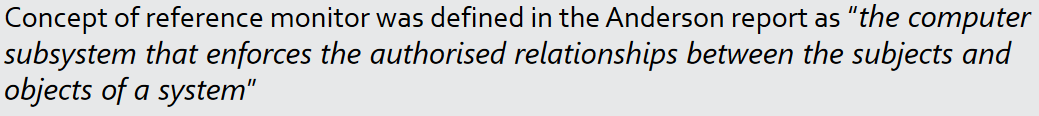 Concept of reference monitor was defined in the Anderson report as "the computer
subsystem that enforces the authorised relationships between the subjects and
objects of a system"